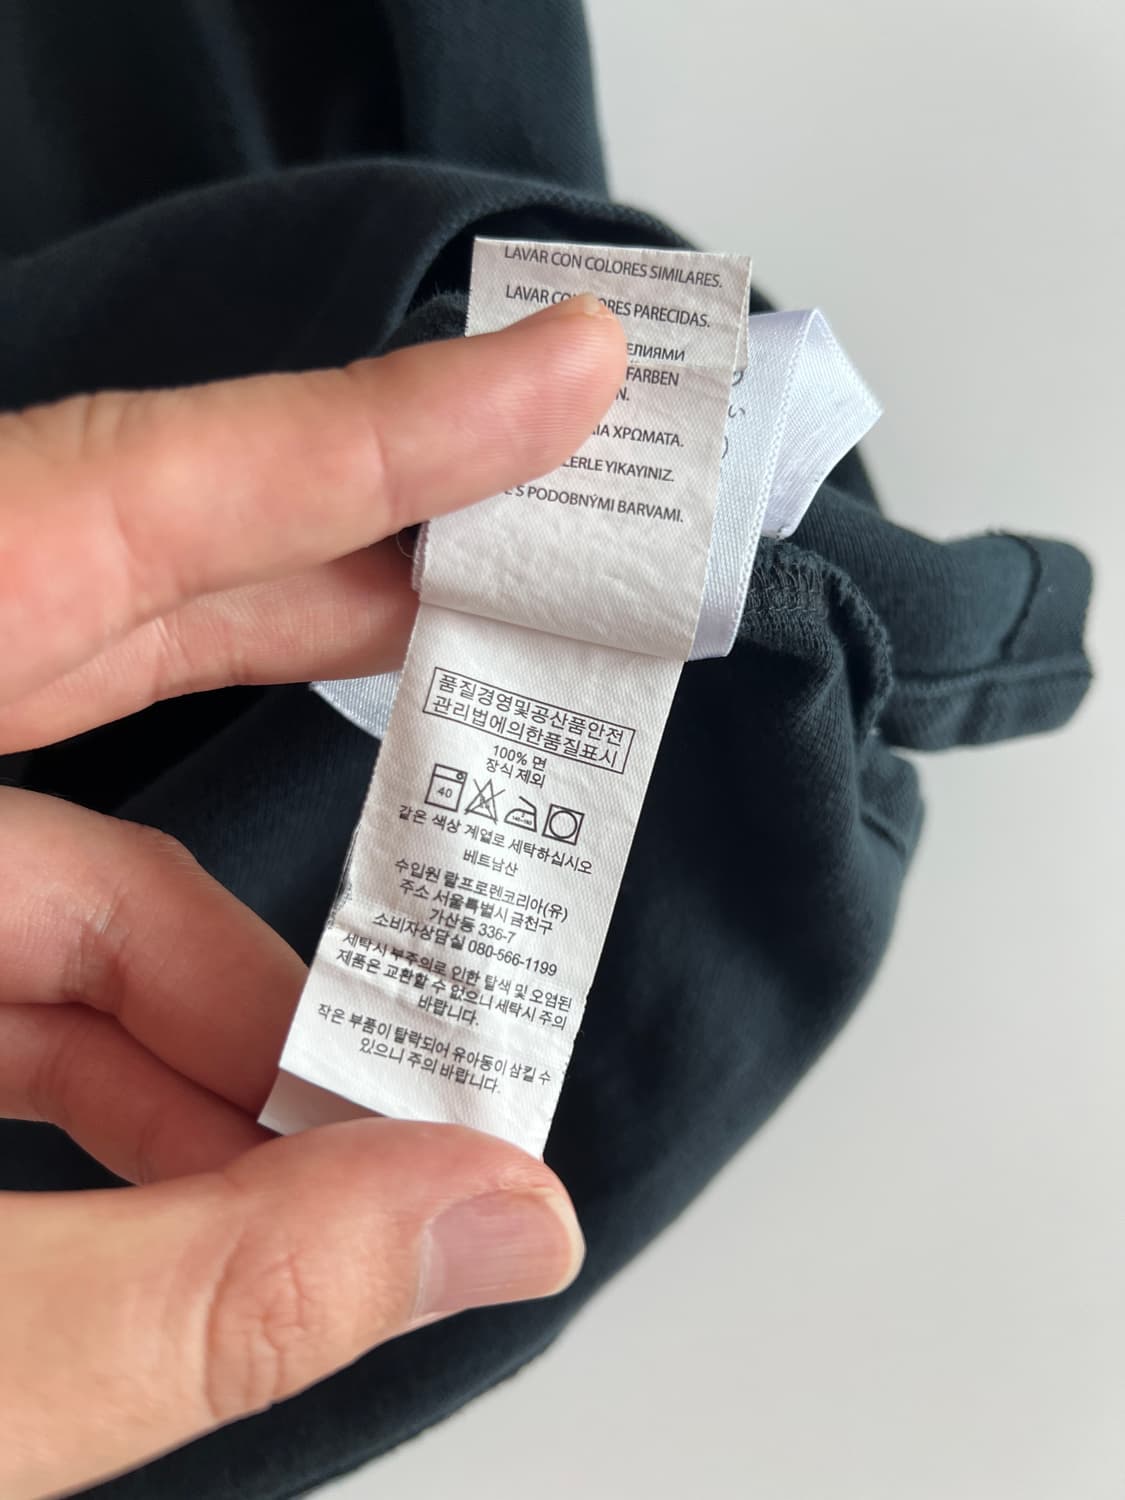 LAVAR CON COLORES SIMILARES.
LAVAR PARECIDAS.
FARBEN
ΧΡΩΜΑΤΑ.
YIKAYINIZ.
S PODOBNÝMI BARVAMI.
품질경영및공산품안전
관리법에의한품질표시
100% 면
장식 제외
40
같은 색상 계열로 세탁하십시오
베트남산
수입원 랄프로렌코리아(유)
주소 서울특별시 금천구
가산동 336-7
소비자상담실 080-566-1199
세탁시 부주의로 인한 탈색 및 오염된
제품은 교환할 수 없으니 세탁시 주의
바랍니다.
작은 부품이 탈락되어 유아동이 삼킬 수
있으니 주의 바랍니다.